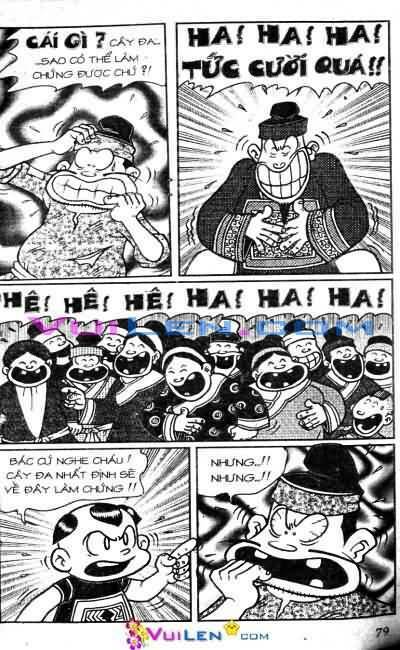 CÁI GÌ? CÂY ĐA..
..SAO CÓ THỂ LÀM
CHỨNG ĐƯỢC CHỨ ?!
HA! HA! HA!
TỨC CƯỜI QUÁ!!
HÊ! HÊ! HÊ! HA! HA! HA!
VUILEN.COM
BÁC CỨ NGHE CHÁU!
CÂY ĐA NHẤT ĐỊNH SẼ
VỀ ĐÂY LÀM CHỨNG!!
NHƯNG..!!
NHƯNG..!!
79
VUILEN.COM